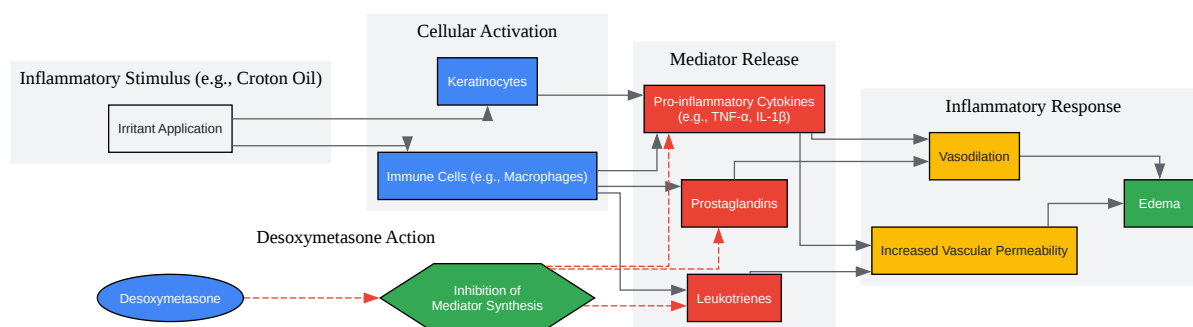 Inflammatory Stimulus (e.g., Croton Oil)
Irritant Application
Cellular Activation
Keratinocytes
Immune Cells (e.g., Macrophages)
Mediator Release
Pro-inflammatory Cytokines
(e.g., TNF-α, IL-1β)
Prostaglandins
Leukotrienes
Inflammatory Response
Vasodilation
Increased Vascular Permeability
Edema
Desoxymetasone Action
Desoxymetasone
Inhibition of
Mediator Synthesis